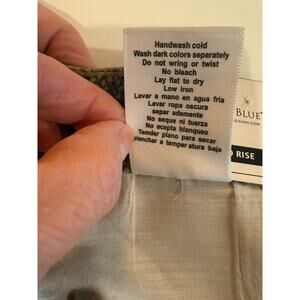 Handwash cold
Wash dark colors separately
Do not wring or twist
No bleach
Lay flat to dry
Low iron
Lavar a mano en agua fria
Lavar ropa oscura
separ ademente
No seque ni tuerza
No acepta blanqueo
Temder plano para secar
planchar a temper atura baja
BLUE
RISE